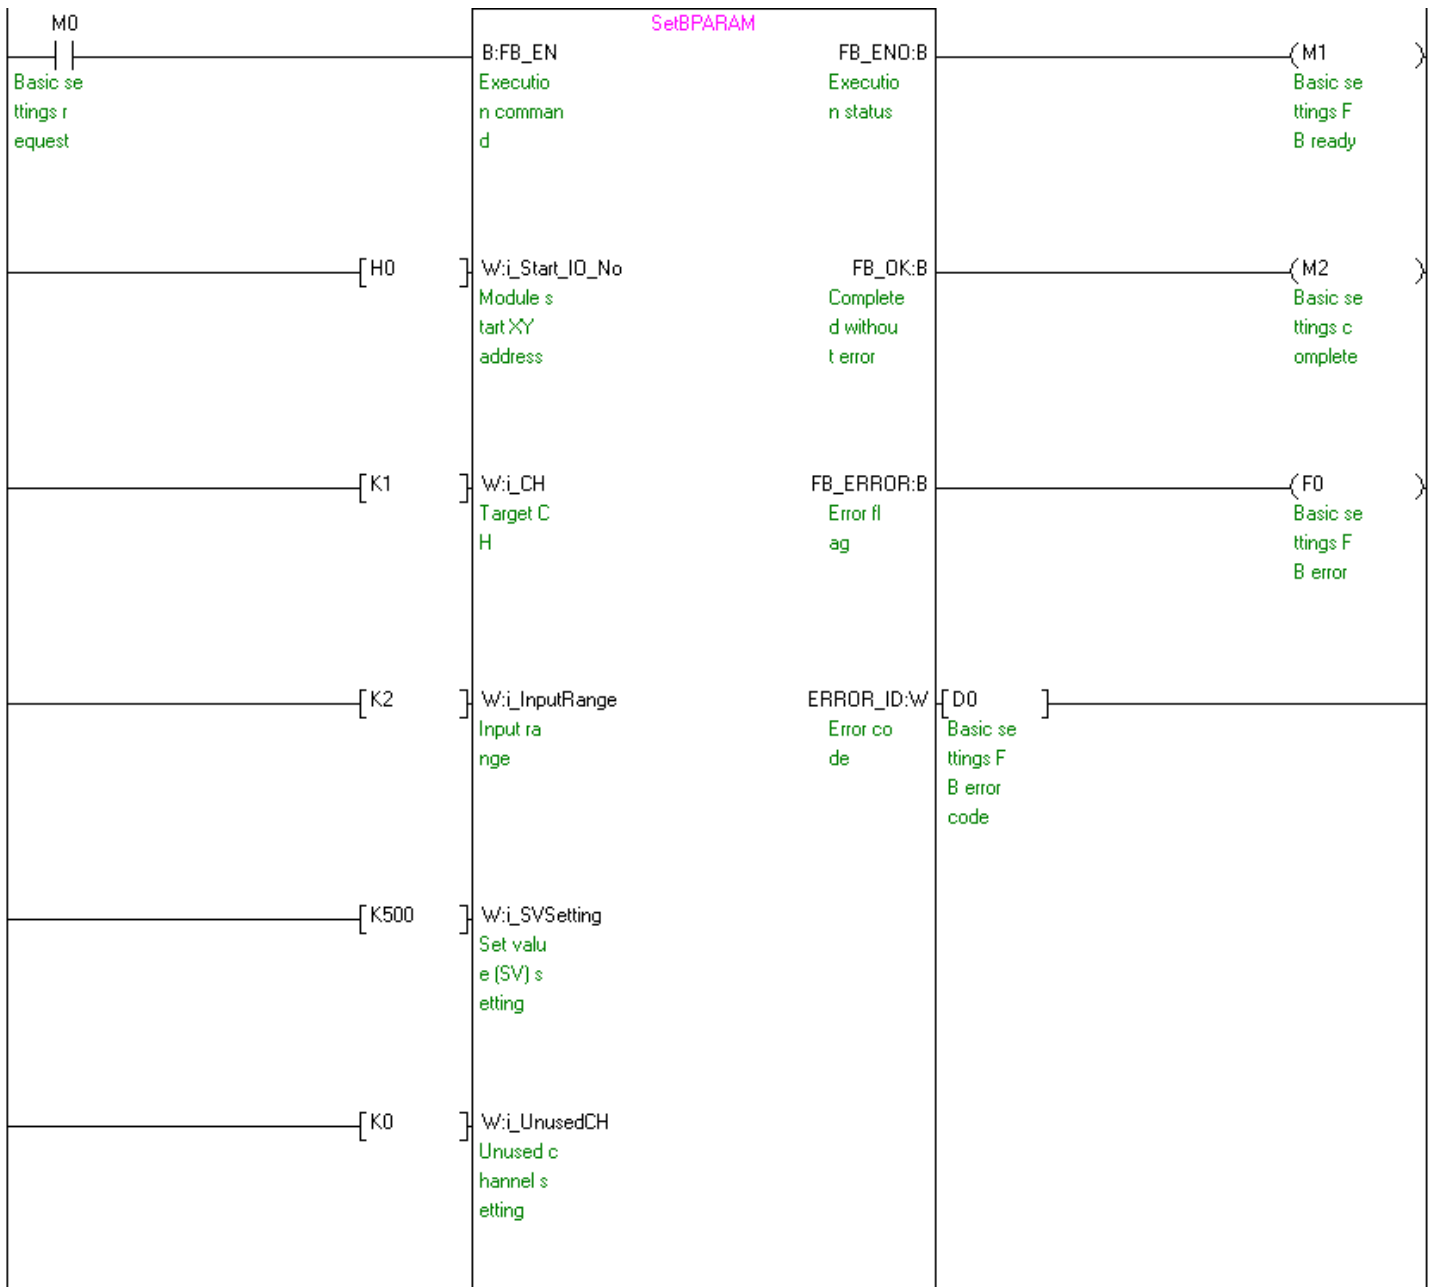 SetBPARAM
M0
B:FB_EN
FB_ENO:B
M1
Basic se
ttings r
equest
Executio
n comman
d
Executio
n status
Basic se
ttings F
B ready
H0
W:i_Start_IO_No
FB_OK:B
M2
Module s
tart XY
address
Complete
d withou
t error
Basic se
ttings c
omplete
K1
W:i_CH
FB_ERROR:B
F0
Target C
H
Error fl
ag
Basic se
ttings F
B error
K2
W:i_InputRange
ERROR_ID:W
D0
Input ra
nge
Error co
de
Basic se
ttings F
B error
code
K500
W:i_SVSetting
Set valu
e (SV) s
etting
K0
W:i_UnusedCH
Unused c
hannel s
etting